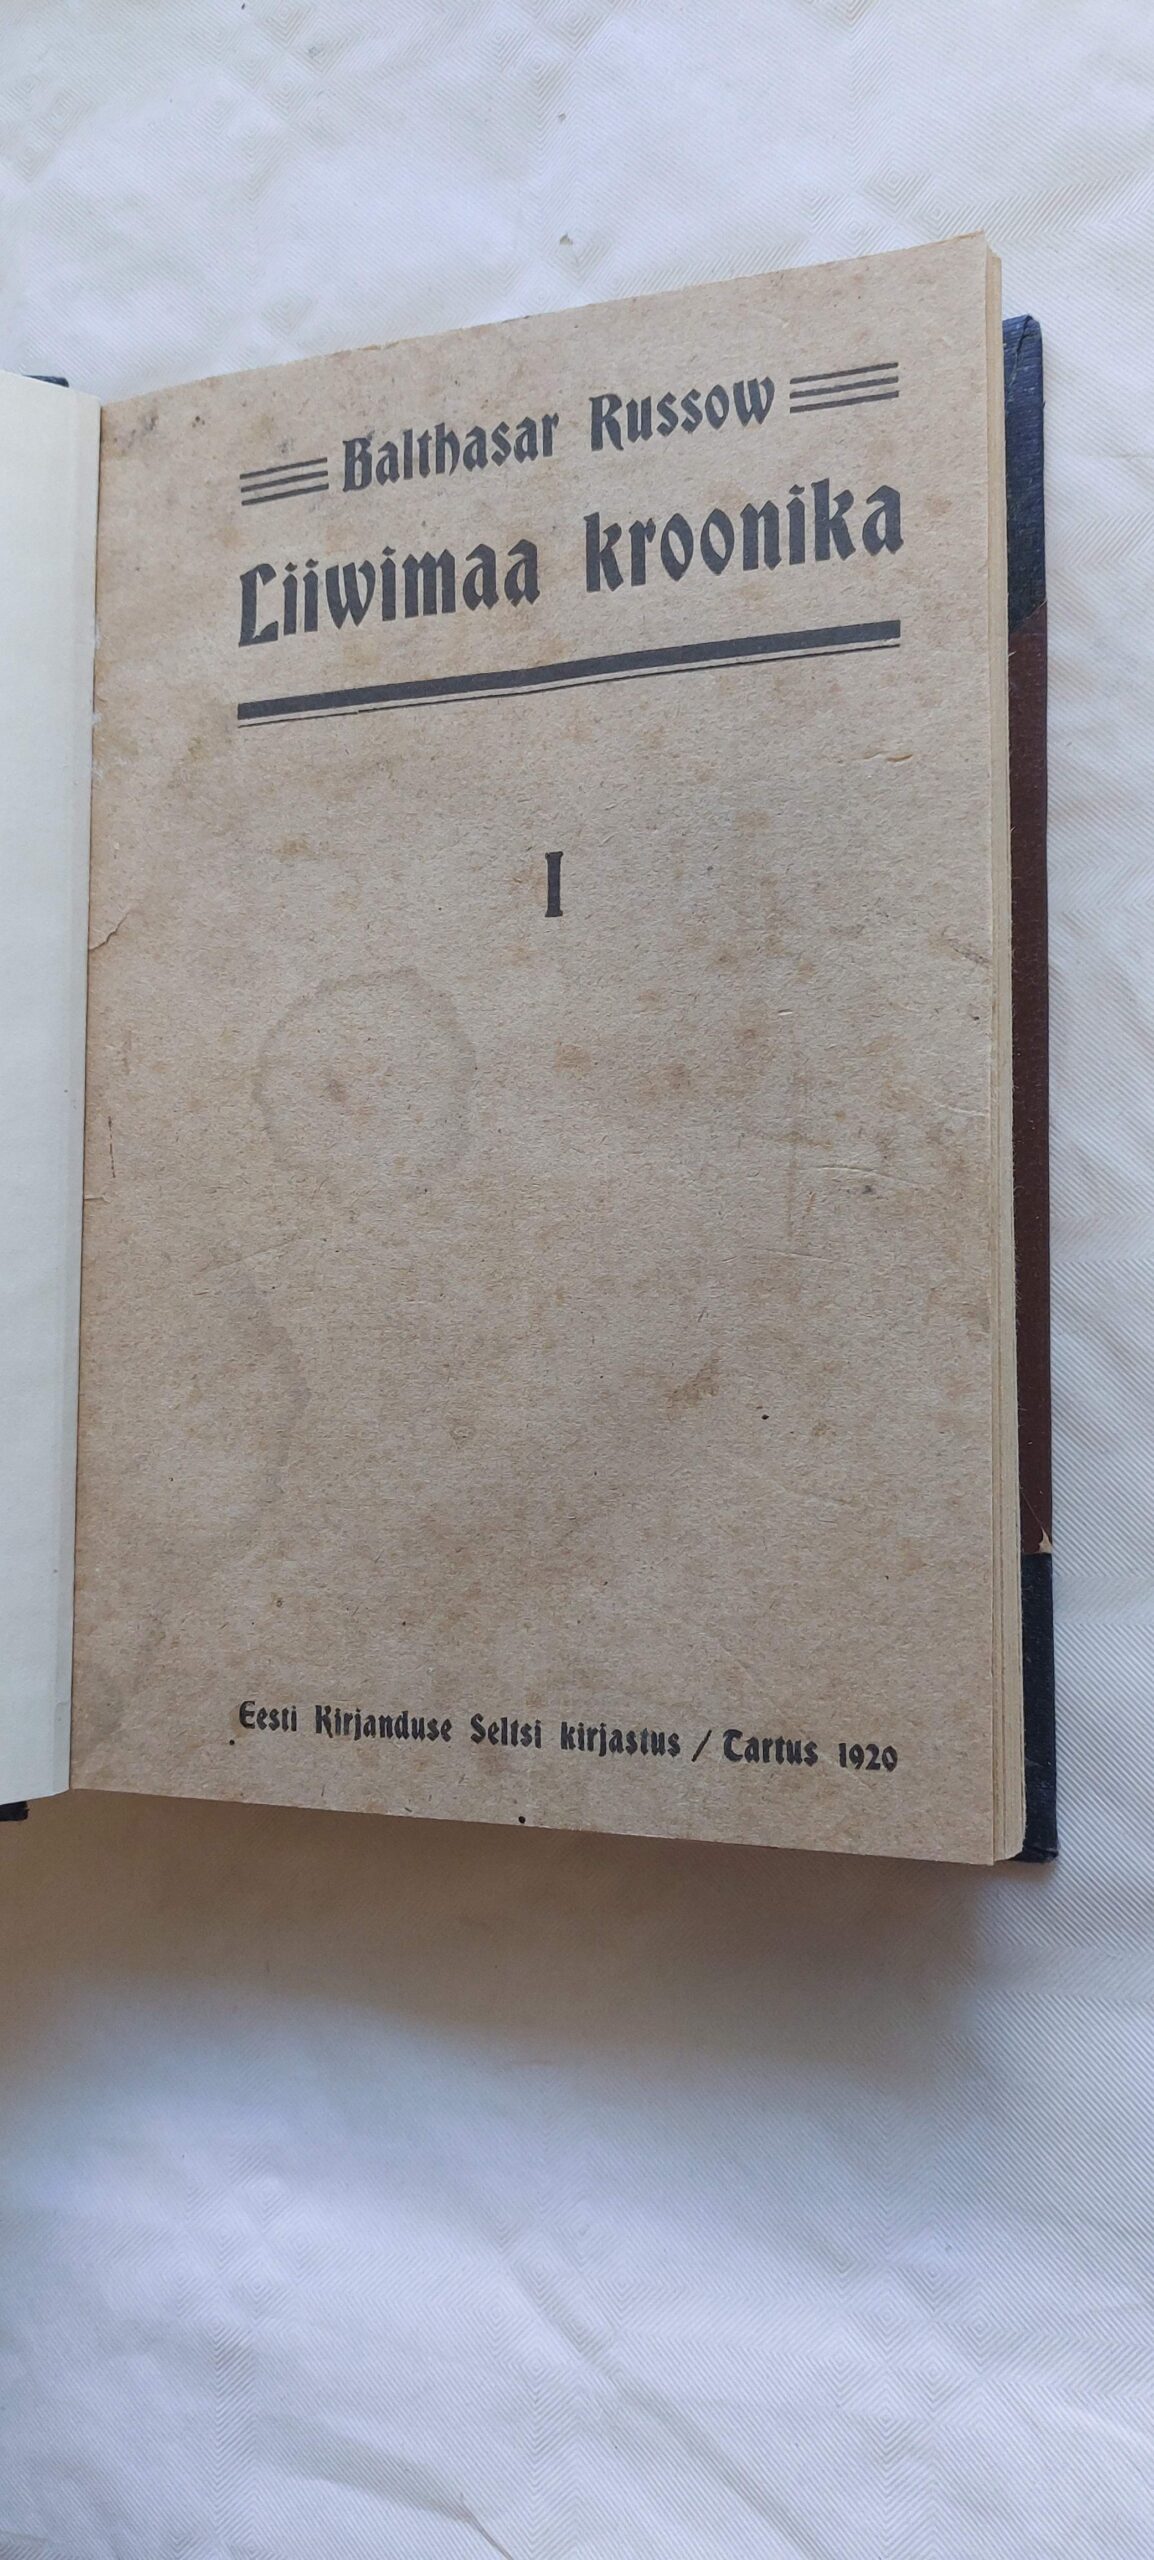 Balthasar Russow
Liiwimaa kroonika
I
Eesti Kirjanduse Seltsi kirjastus / Tartus 1920